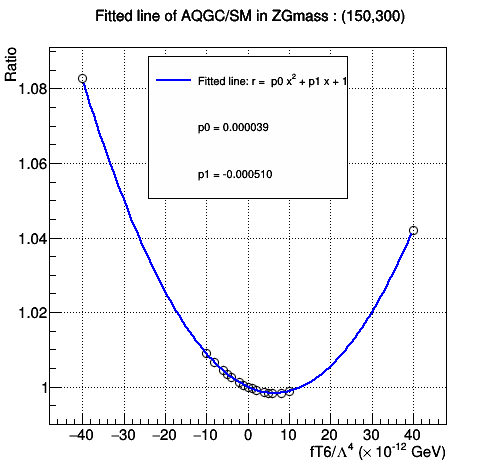 Fitted line of AQGC/SM in ZGmass : (150,300)
Ratio
Fitted line: r = p0 x² + p1 x + 1
p0 = 0.000039
p1 = -0.000510
1.08
1.06
1.04
1.02
1
−40 −30 −20 −10 0 10 20 30 40
fT6/Λ⁴ (× 10⁻¹² GeV)